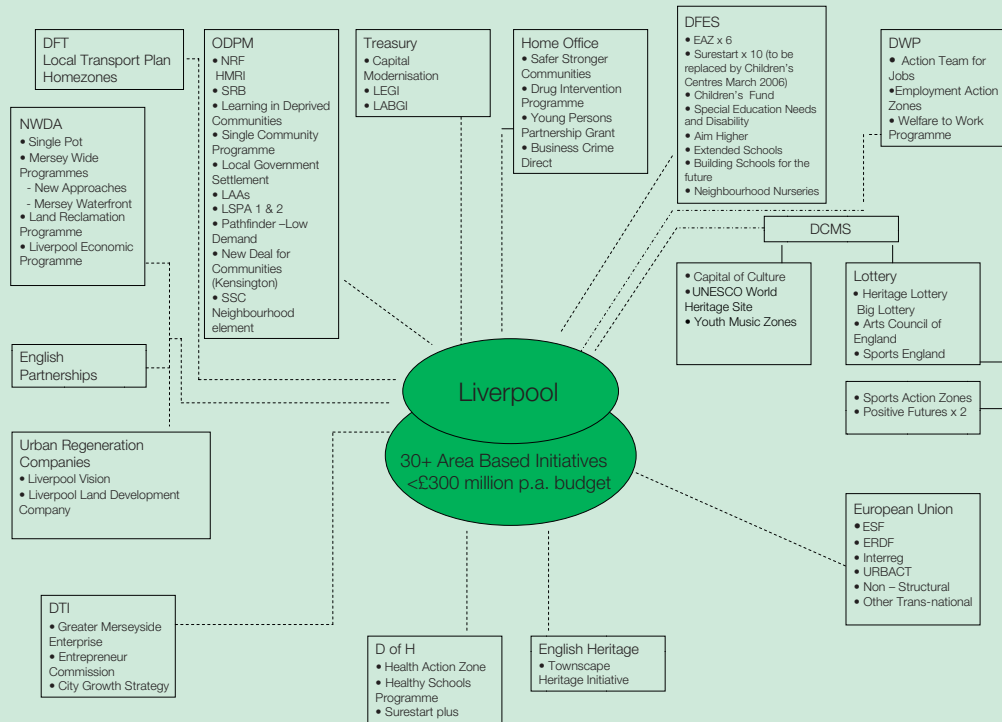 DFT
Local Transport Plan
Homezones
ODPM
• NRF
HMRI
• SRB
• Learning in Deprived
Communities
• Single Community
Programme
• Local Government
Settlement
• LAAs
• LSPA 1 & 2
• Pathfinder –Low
Demand
• New Deal for
Communities
(Kensington)
• SSC
Neighbourhood
element
Treasury
• Capital
Modernisation
• LEGI
• LABGI
Home Office
• Safer Stronger
Communities
• Drug Intervention
Programme
• Young Persons
Partnership Grant
• Business Crime
Direct
DFES
• EAZ x 6
• Surestart x 10 (to be
replaced by Children's
Centres March 2006)
• Children's Fund
• Special Education Needs
and Disability
• Aim Higher
• Extended Schools
• Building Schools for the
future
• Neighbourhood Nurseries
DWP
• Action Team for
Jobs
•Employment Action
Zones
• Welfare to Work
Programme
NWDA
• Single Pot
• Mersey Wide
Programmes
- New Approaches
- Mersey Waterfront
• Land Reclamation
Programme
• Liverpool Economic
Programme
DCMS
• Capital of Culture
•UNESCO World
Heritage Site
• Youth Music Zones
Lottery
• Heritage Lottery
Big Lottery
• Arts Council of
England
• Sports England
English
Partnerships
• Sports Action Zones
• Positive Futures x 2
Liverpool
30+ Area Based Initiatives
<£300 million p.a. budget
Urban Regeneration
Companies
• Liverpool Vision
• Liverpool Land Development
Company
European Union
• ESF
• ERDF
• Interreg
• URBACT
• Non – Structural
• Other Trans-national
DTI
• Greater Merseyside
Enterprise
• Entrepreneur
Commission
• City Growth Strategy
D of H
• Health Action Zone
• Healthy Schools
Programme
• Surestart plus
English Heritage
• Townscape
Heritage Initiative